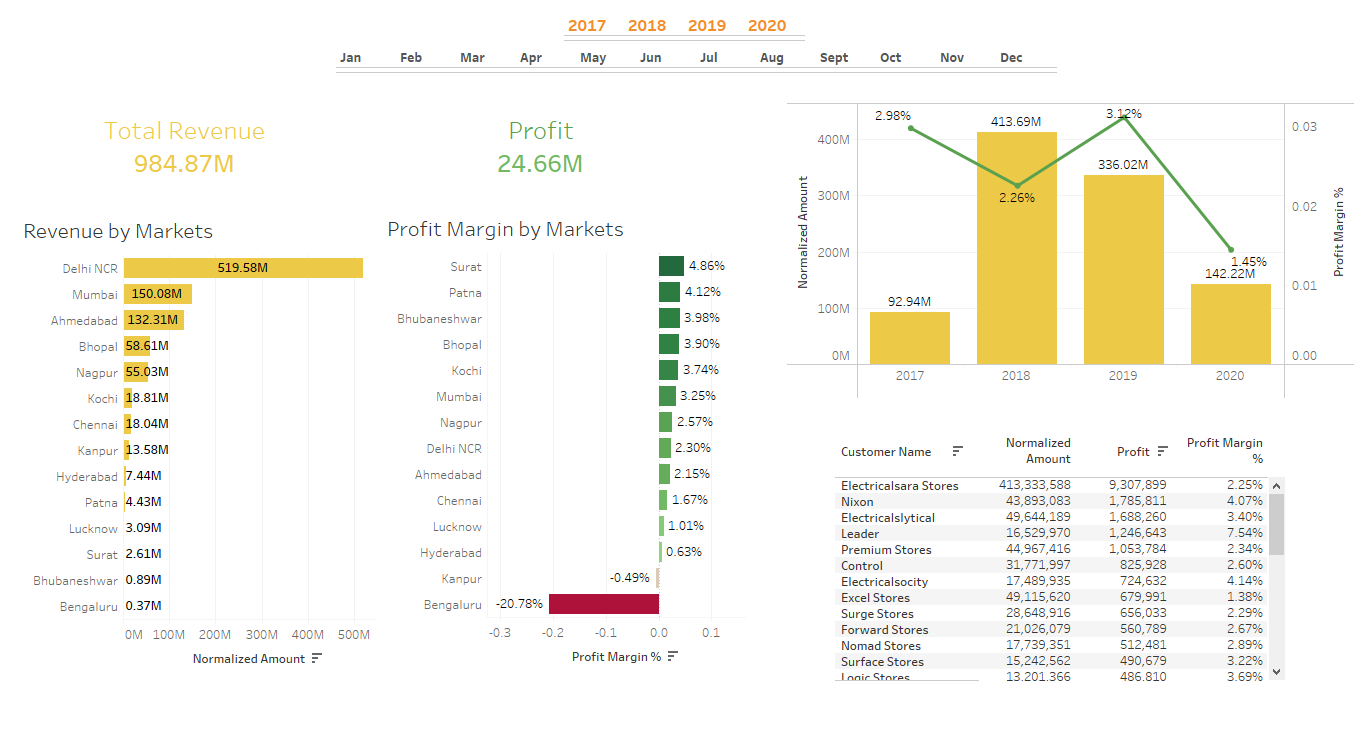 2017 2018 2019 2020
Jan Feb Mar Apr May Jun Jul Aug Sept Oct Nov Dec
Total Revenue
984.87M
Profit
24.66M
Revenue by Markets
Delhi NCR 519.58M
Mumbai 150.08M
Ahmedabad 132.31M
Bhopal 58.61M
Nagpur 55.03M
Kochi 18.81M
Chennai 18.04M
Kanpur 13.58M
Hyderabad 7.44M
Patna 4.43M
Lucknow 3.09M
Surat 2.61M
Bhubaneshwar 0.89M
Bengaluru 0.37M
0M 100M 200M 300M 400M 500M
Normalized Amount
Profit Margin by Markets
Surat 4.86%
Patna 4.12%
Bhubaneshwar 3.98%
Bhopal 3.90%
Kochi 3.74%
Mumbai 3.25%
Nagpur 2.57%
Delhi NCR 2.30%
Ahmedabad 2.15%
Chennai 1.67%
Lucknow 1.01%
Hyderabad 0.63%
Kanpur -0.49%
Bengaluru -20.78%
-0.3 -0.2 -0.1 0.0 0.1
Profit Margin %
Normalized Amount
400M
300M
200M
100M
0M
2.98%
413.69M
3.12%
336.02M
2.26%
1.45%
142.22M
92.94M
0.03
0.02
0.01
0.00
Profit Margin %
2017 2018 2019 2020
Customer Name Normalized Amount Profit Profit Margin %
Electricalsara Stores 413,333,588 9,307,899 2.25%
Nixon 43,893,083 1,785,811 4.07%
Electricalslytical 49,644,189 1,688,260 3.40%
Leader 16,529,970 1,246,643 7.54%
Premium Stores 44,967,416 1,053,784 2.34%
Control 31,771,997 825,928 2.60%
Electricalsocity 17,489,935 724,632 4.14%
Excel Stores 49,115,620 679,991 1.38%
Surge Stores 28,648,916 656,033 2.29%
Forward Stores 21,026,079 560,789 2.67%
Nomad Stores 17,739,351 512,481 2.89%
Surface Stores 15,242,562 490,679 3.22%
Logic Stores 13,201,366 486,810 3.69%